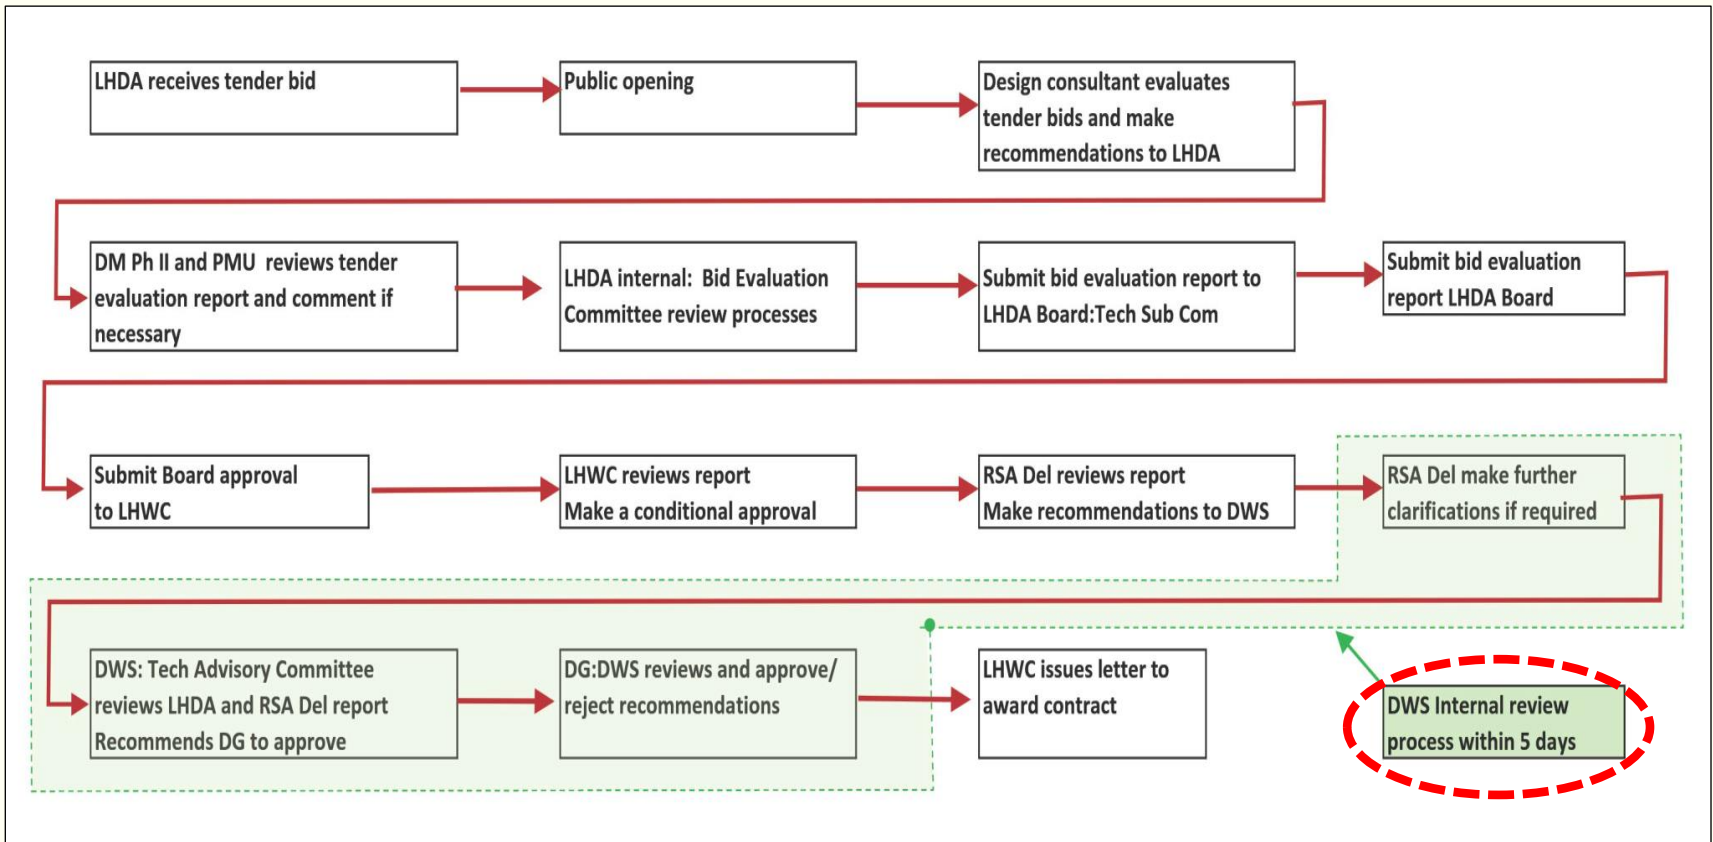 LHDA receives tender bid
Public opening
Design consultant evaluates
tender bids and make
recommendations to LHDA
DM Ph II and PMU reviews tender
evaluation report and comment if
necessary
LHDA internal: Bid Evaluation
Committee review processes
Submit bid evaluation report to
LHDA Board:Tech Sub Com
Submit bid evaluation
report LHDA Board
Submit Board approval
to LHWC
LHWC reviews report
Make a conditional approval
RSA Del reviews report
Make recommendations to DWS
RSA Del make further
clarifications if required
DWS: Tech Advisory Committee
reviews LHDA and RSA Del report
Recommends DG to approve
DG:DWS reviews and approve/
reject recommendations
LHWC issues letter to
award contract
DWS Internal review
process within 5 days